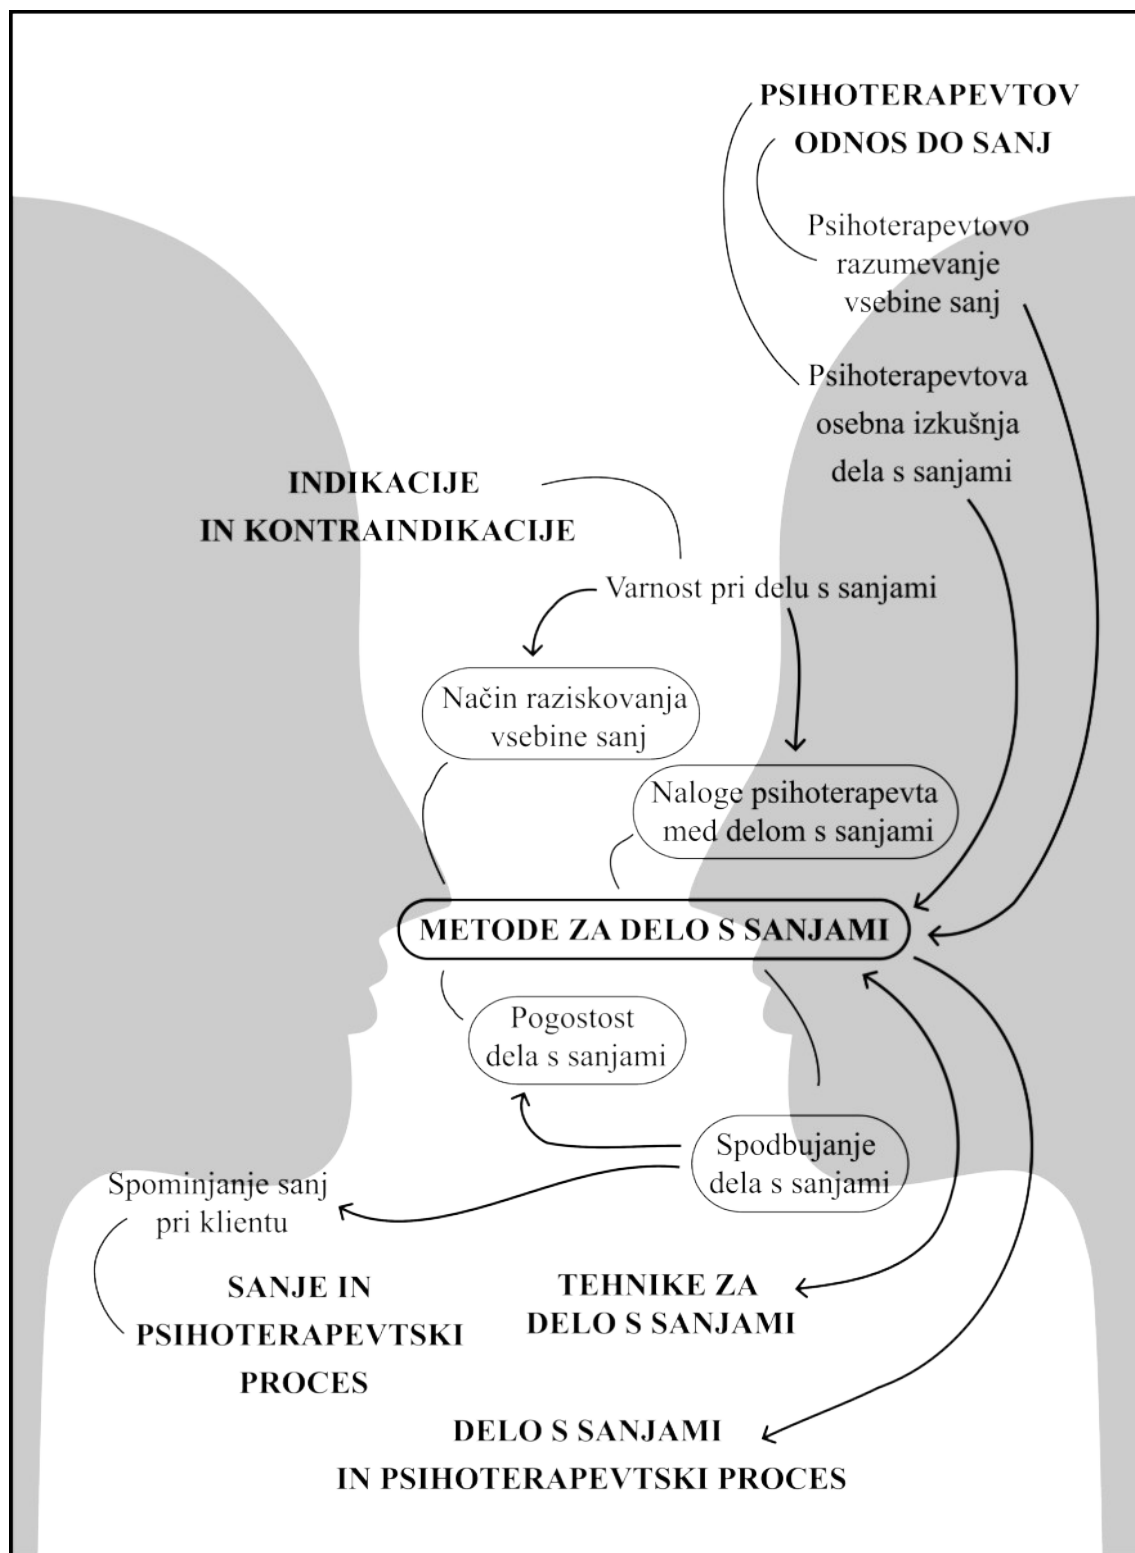 PSIHOTERAPEVTOV
ODNOS DO SANJ
Psihoterapevtovo
razumevanje
vsebine sanj
Psihoterapevtova
osebna izkušnja
dela s sanjami
INDIKACIJE
IN KONTRAINDIKACIJE
Varnost pri delu s sanjami
Način raziskovanja
vsebine sanj
Naloge psihoterapevta
med delom s sanjami
METODE ZA DELO S SANJAMI
Pogostost
dela s sanjami
Spodbujanje
dela s sanjami
Spominjanje sanj
pri klientu
SANJE IN
PSIHOTERAPEVTSKI
PROCES
TEHNIKE ZA
DELO S SANJAMI
DELO S SANJAMI
IN PSIHOTERAPEVTSKI PROCES